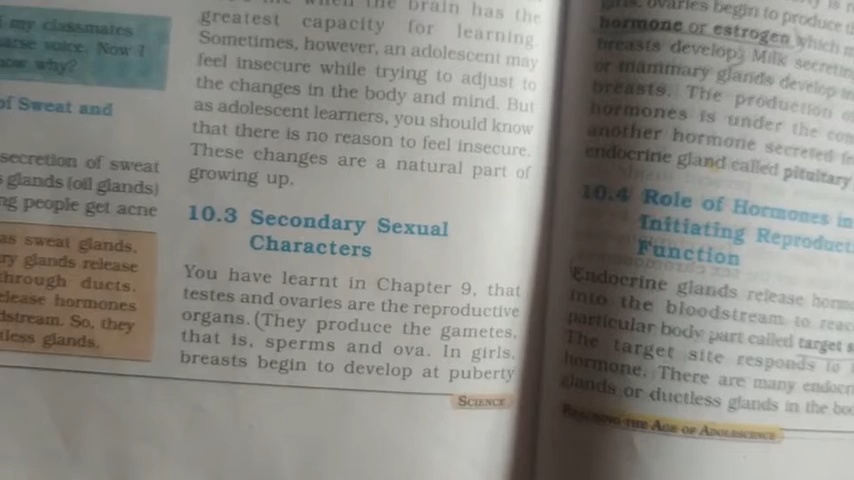 my classmates
voice. Now I
why?
of Sweat and
secretion of sweat
glands (oil glands)
people get acne
as sweat glands,
glands release
through ducts.
release hormones
So, they
glands.
when the brain has the
greatest capacity for learning.
Sometimes, however, an adolescent may
feel insecure while trying to adjust to
the changes in the body and mind. But
as adolescent learners, you should know
that there is no reason to feel insecure.
These changes are a natural part of
growing up.
10.3 Secondary Sexual
Characters
You have learnt in Chapter 9, that
testes and ovaries are the reproductive
organs. (They produce the gametes,
that is, sperms and ova. In girls,
breasts begin to develop at puberty
SCIENCE
ovaries begin to produce
hormone or estrogen which
breasts develop. Milk
or mammary glands develop
breasts. The production of
hormones is under the
another hormone secreted
endocrine gland called pituitary
10.4 Role of Hormones in
Initiating
Function
Endocrine glands release
into the bloodstream to
particular body part called target
The target site responds to
hormone. There are many
glands or ductless glands in the
REACHING THE AGE OF ADOLESCENCE